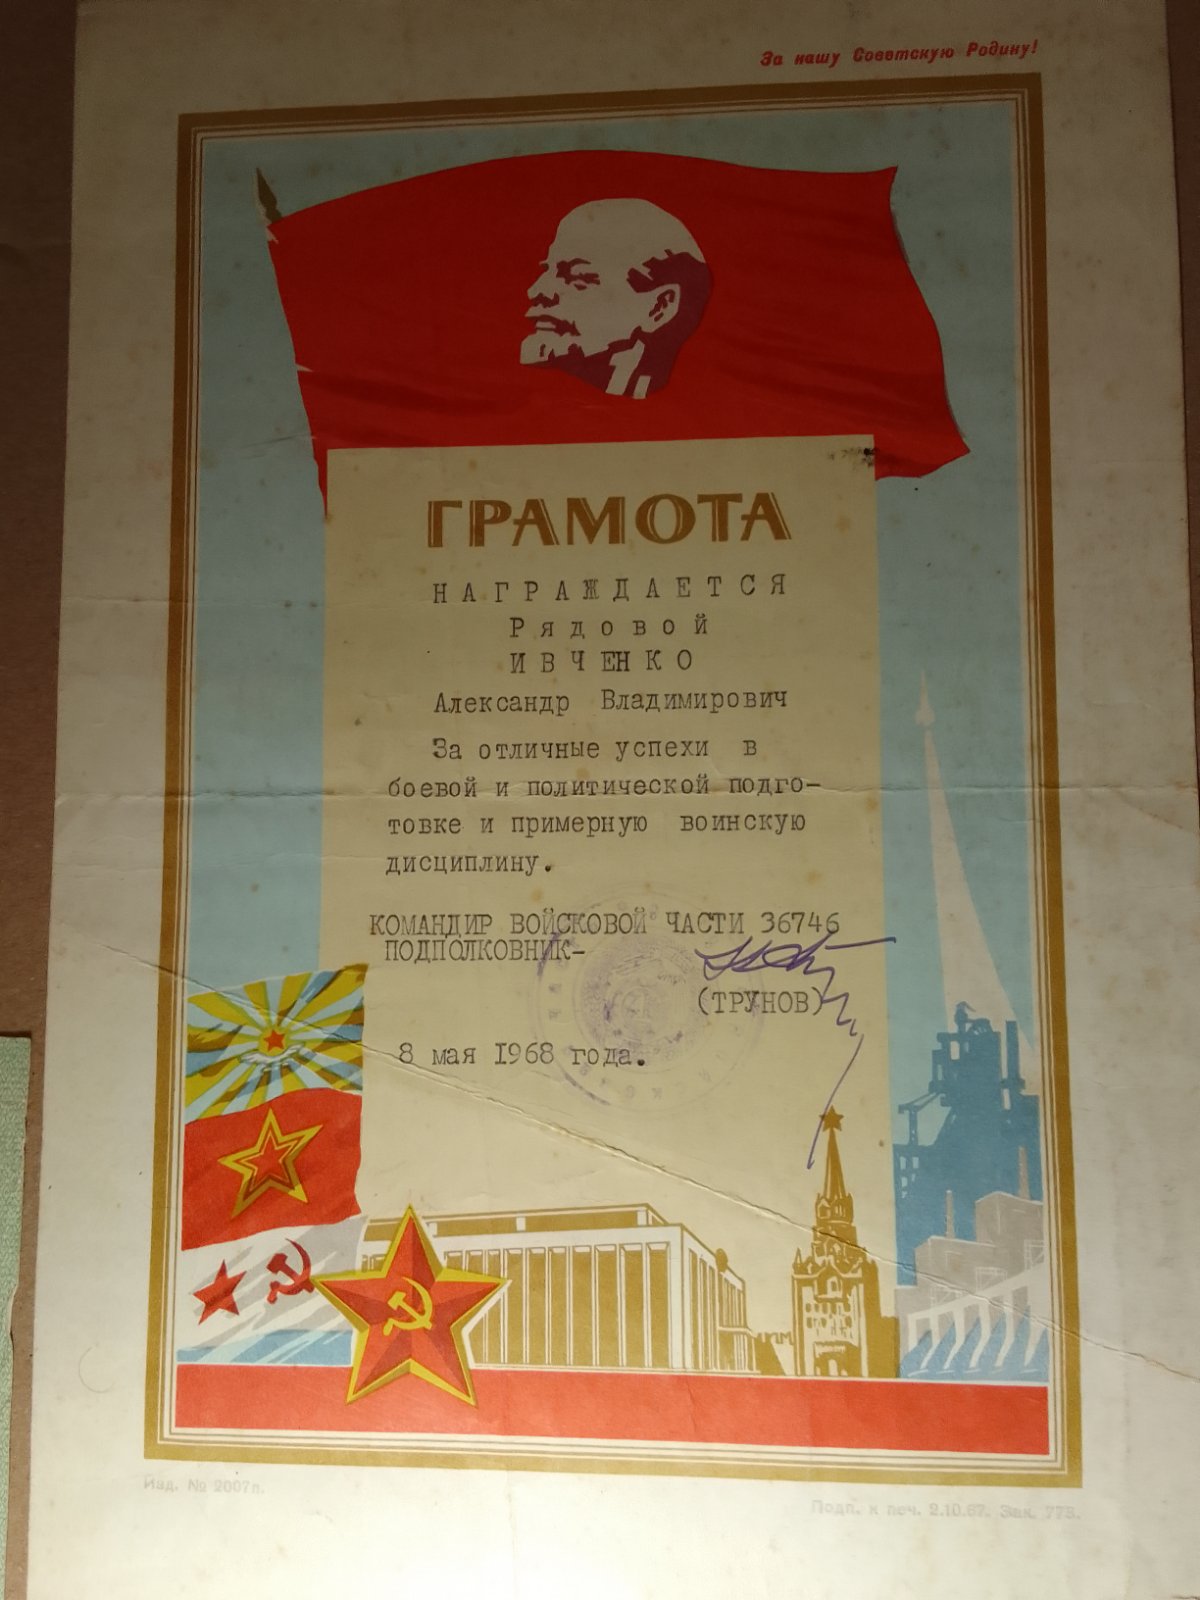 За нашу Советскую Родину!
ГРАМОТА
НАГРАЖДАЕТСЯ
Рядовой
ИВЧЕНКО
Александр Владимирович
За отличные успехи в
боевой и политической подго-
товке и примерную воинскую
дисциплину.
КОМАНДИР ВОЙСКОВОЙ ЧАСТИ 36746
ПОДПОЛКОВНИК-
(ТРУНОВ)
8 мая 1968 года.
Изд. № 2007л.
Подп. к печ. 2.10.67. Зак. 773.